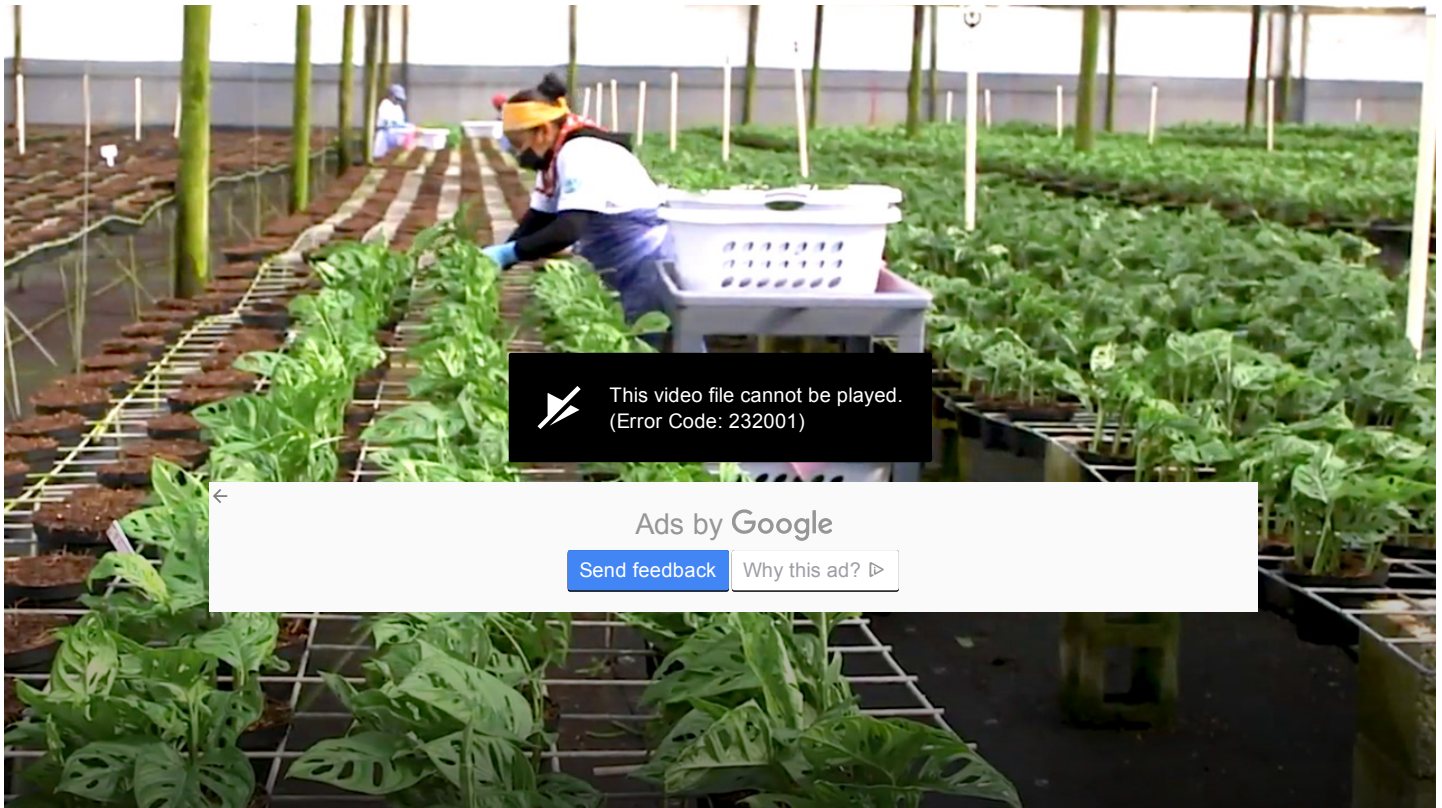 This video file cannot be played.
(Error Code: 232001)
Ads by Google
Send feedback
Why this ad?